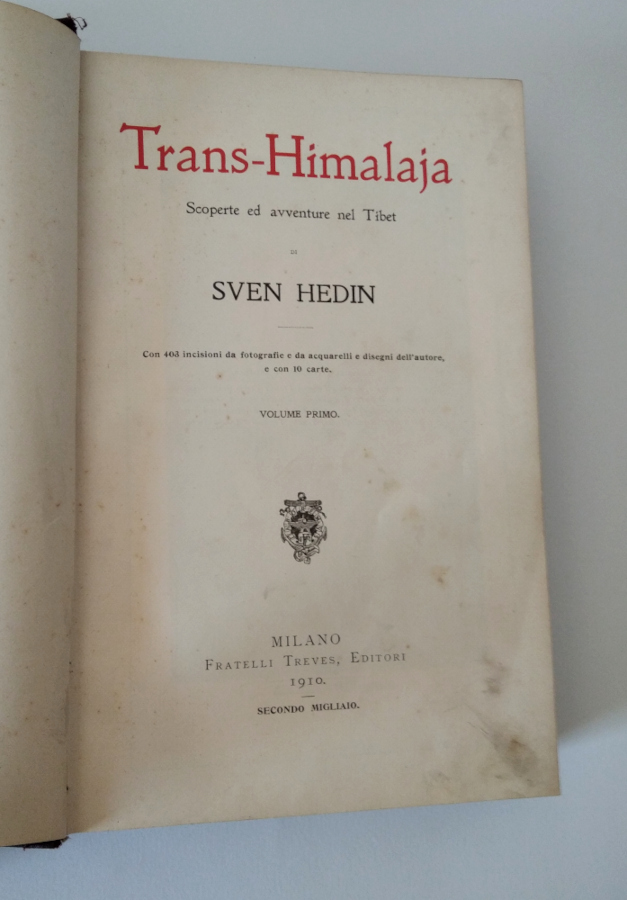 Trans-Himalaja
Scoperte ed avventure nel Tibet
DI
SVEN HEDIN
Con 403 incisioni da fotografie e da acquarelli e disegni dell'autore,
e con 10 carte.
VOLUME PRIMO.
MILANO
FRATELLI TREVES, EDITORI
1910.
SECONDO MIGLIAIO.